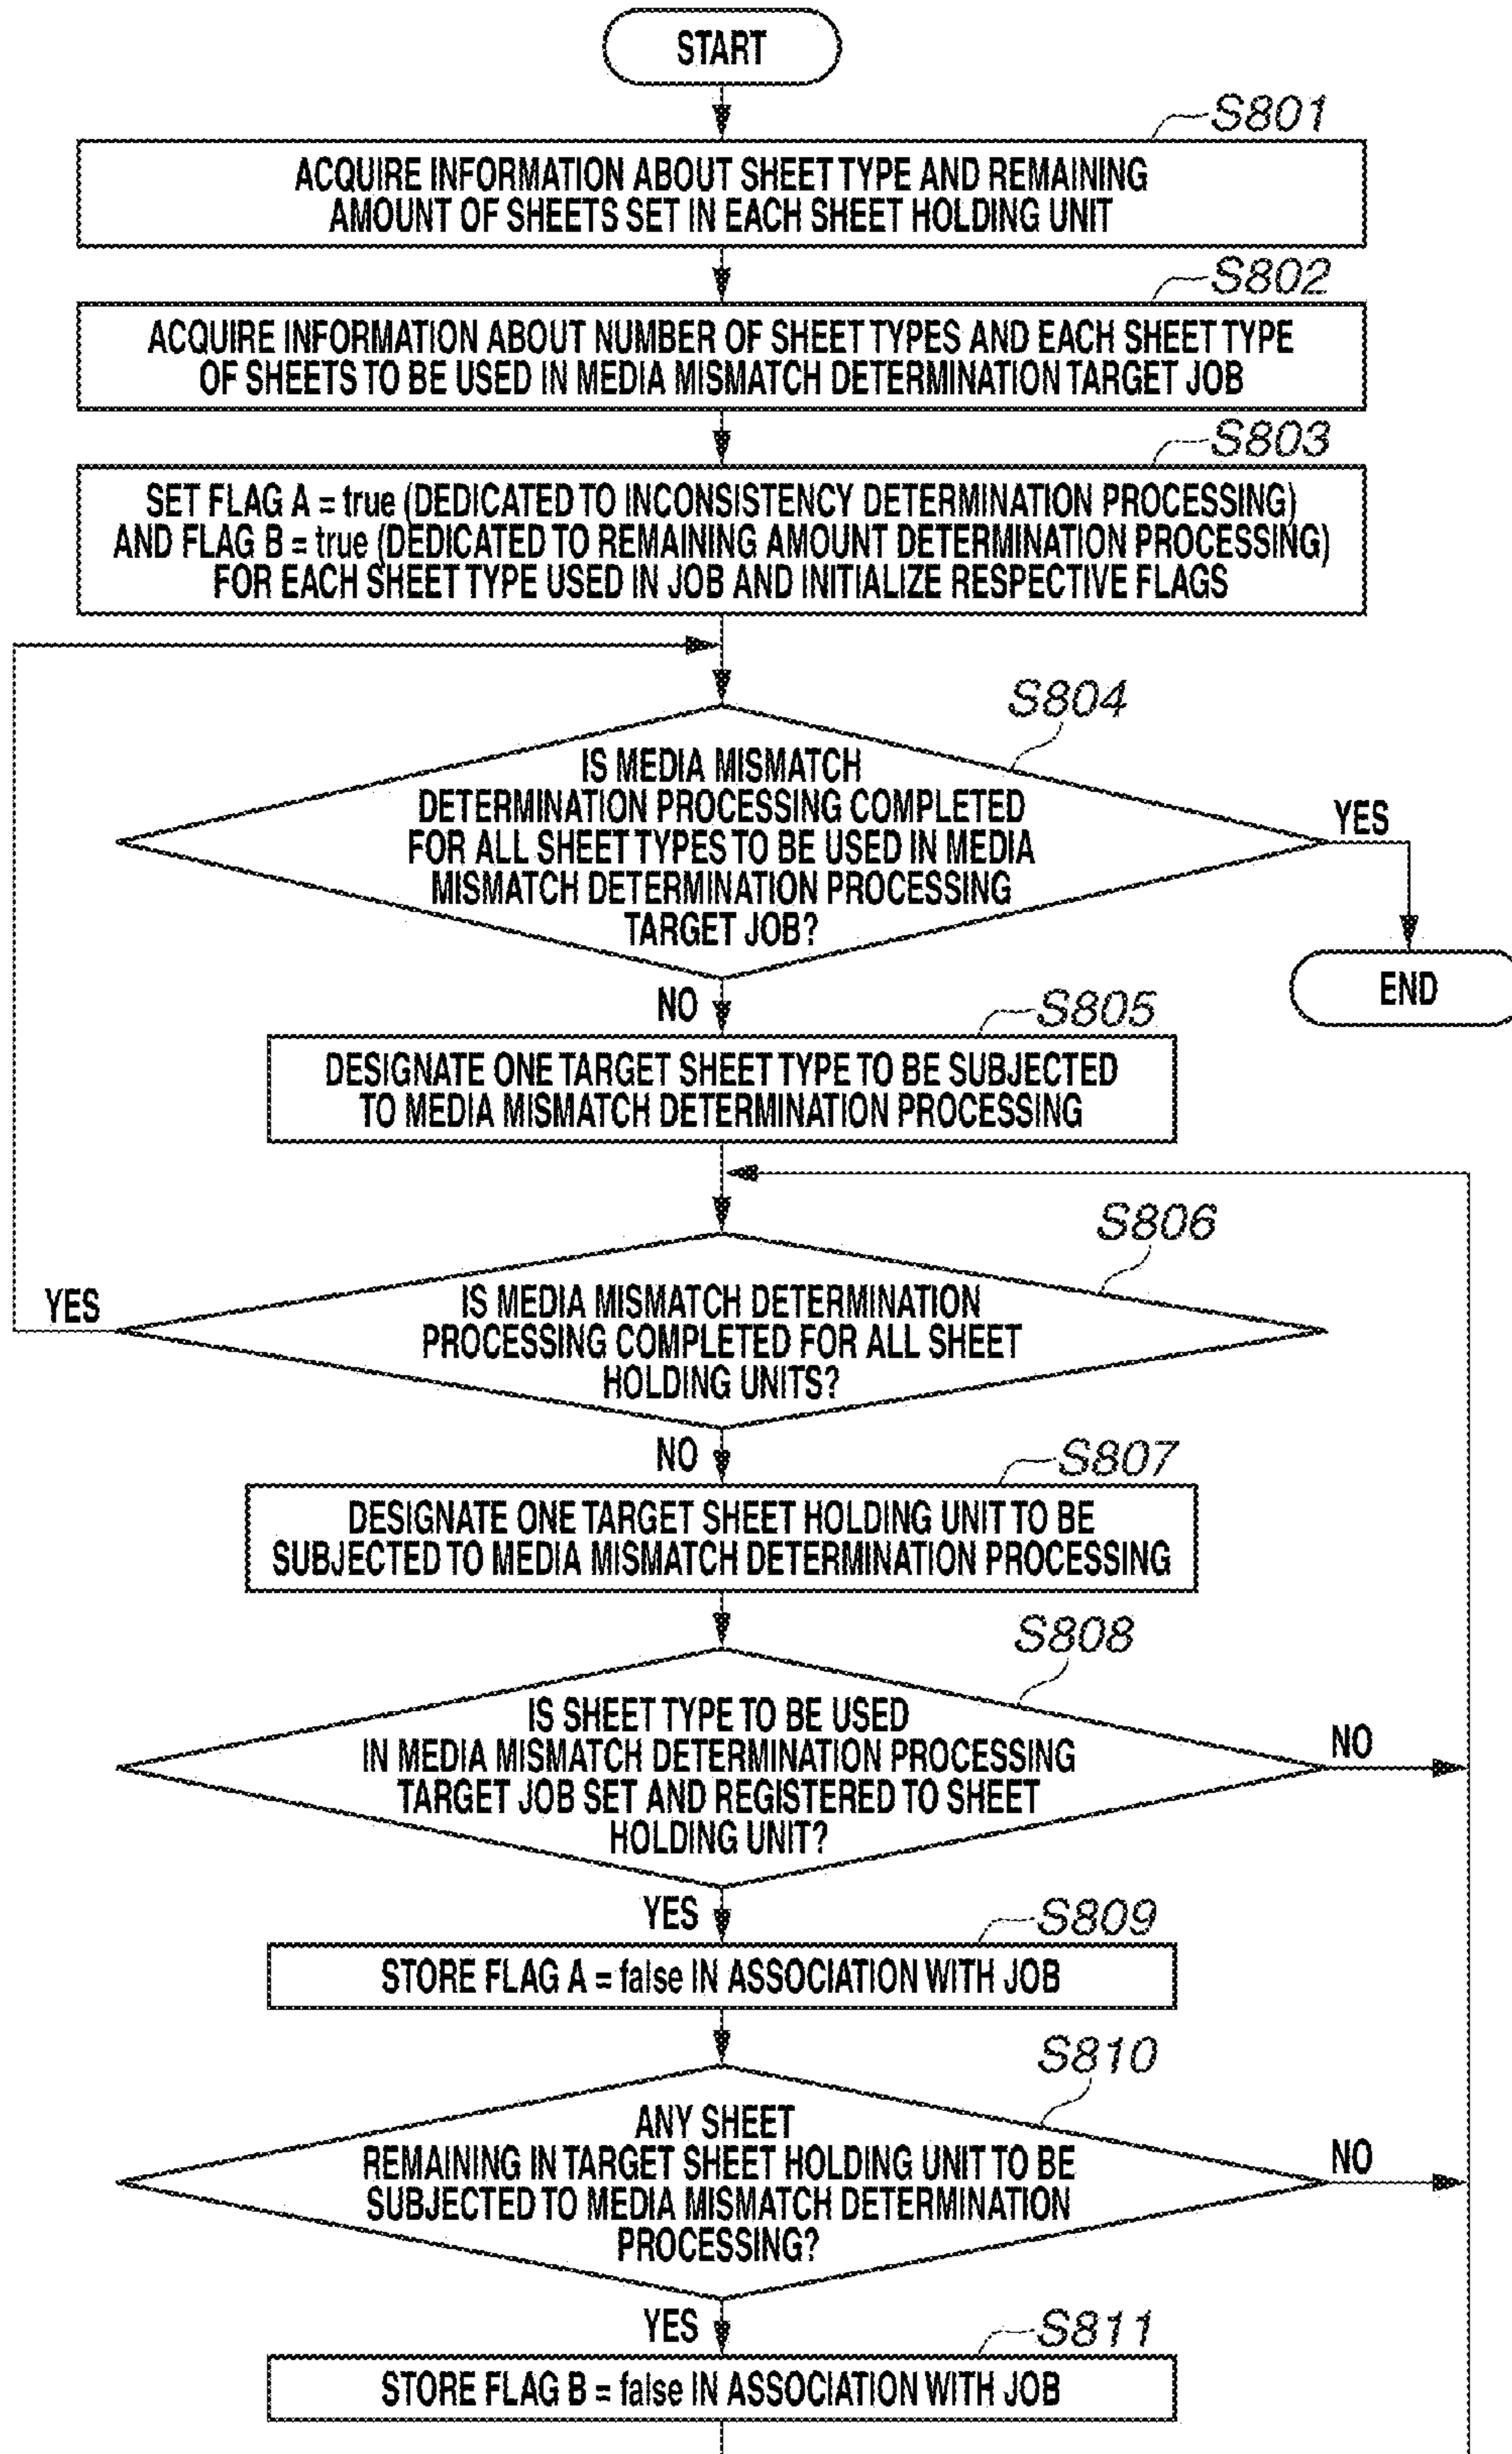 START
S801
ACQUIRE INFORMATION ABOUT SHEET TYPE AND REMAINING
AMOUNT OF SHEETS SET IN EACH SHEET HOLDING UNIT
S802
ACQUIRE INFORMATION ABOUT NUMBER OF SHEET TYPES AND EACH SHEET TYPE
OF SHEETS TO BE USED IN MEDIA MISMATCH DETERMINATION TARGET JOB
S803
SET FLAG A = true (DEDICATED TO INCONSISTENCY DETERMINATION PROCESSING)
AND FLAG B = true (DEDICATED TO REMAINING AMOUNT DETERMINATION PROCESSING)
FOR EACH SHEET TYPE USED IN JOB AND INITIALIZE RESPECTIVE FLAGS
S804
IS MEDIA MISMATCH
DETERMINATION PROCESSING COMPLETED
FOR ALL SHEET TYPES TO BE USED IN MEDIA
MISMATCH DETERMINATION PROCESSING
TARGET JOB?
YES
END
NO
S805
DESIGNATE ONE TARGET SHEET TYPE TO BE SUBJECTED
TO MEDIA MISMATCH DETERMINATION PROCESSING
S806
YES
IS MEDIA MISMATCH DETERMINATION
PROCESSING COMPLETED FOR ALL SHEET
HOLDING UNITS?
NO
S807
DESIGNATE ONE TARGET SHEET HOLDING UNIT TO BE
SUBJECTED TO MEDIA MISMATCH DETERMINATION PROCESSING
S808
IS SHEET TYPE TO BE USED
IN MEDIA MISMATCH DETERMINATION PROCESSING
TARGET JOB SET AND REGISTERED TO SHEET
HOLDING UNIT?
NO
YES
S809
STORE FLAG A = false IN ASSOCIATION WITH JOB
S810
ANY SHEET
REMAINING IN TARGET SHEET HOLDING UNIT TO BE
SUBJECTED TO MEDIA MISMATCH DETERMINATION
PROCESSING?
NO
YES
S811
STORE FLAG B = false IN ASSOCIATION WITH JOB